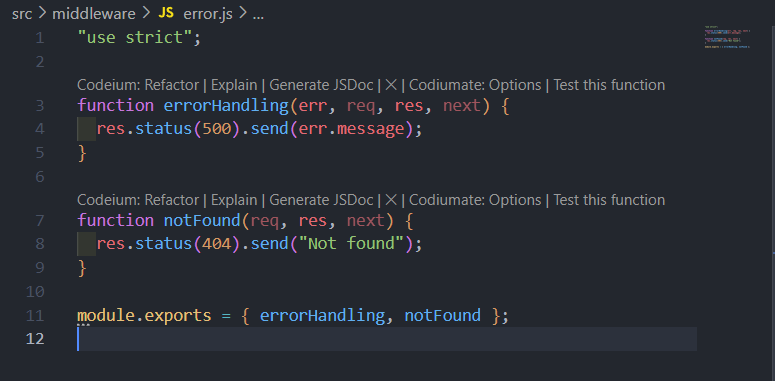 src > middleware > JS error.js > ...
1 "use strict";
2
Codeium: Refactor | Explain | Generate JSDoc | X | Codiumate: Options | Test this function
3 function errorHandling(err, req, res, next) {
4 res.status(500).send(err.message);
5 }
6
Codeium: Refactor | Explain | Generate JSDoc | X | Codiumate: Options | Test this function
7 function notFound(req, res, next) {
8 res.status(404).send("Not found");
9 }
10
11 module.exports = { errorHandling, notFound };
12